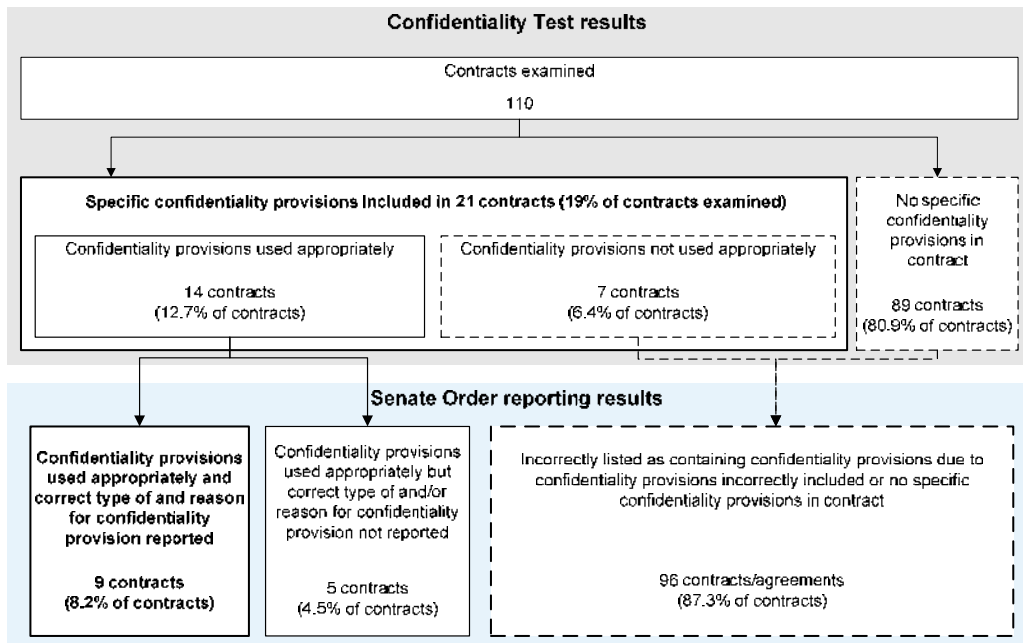 Confidentiality Test results
Contracts examined
110
Specific confidentiality provisions Included in 21 contracts (19% of contracts examined)
Confidentiality provisions used appropriately
14 contracts
(12.7% of contracts)
Confidentiality provisions not used appropriately
7 contracts
(6.4% of contracts)
No specific
confidentiality
provisions in
contract
89 contracts
(80.9% of contracts)
Senate Order reporting results
Confidentiality provisions
used appropriately and
correct type of and reason
for confidentiality
provision reported
9 contracts
(8.2% of contracts)
Confidentiality provisions
used appropriately but
correct type of and/or
reason for confidentiality
provision not reported
5 contracts
(4.5% of contracts)
Incorrectly listed as containing confidentiality provisions due to
confidentiality provisions incorrectly included or no specific
confidentiality provisions in contract
96 contracts/agreements
(87.3% of contracts)